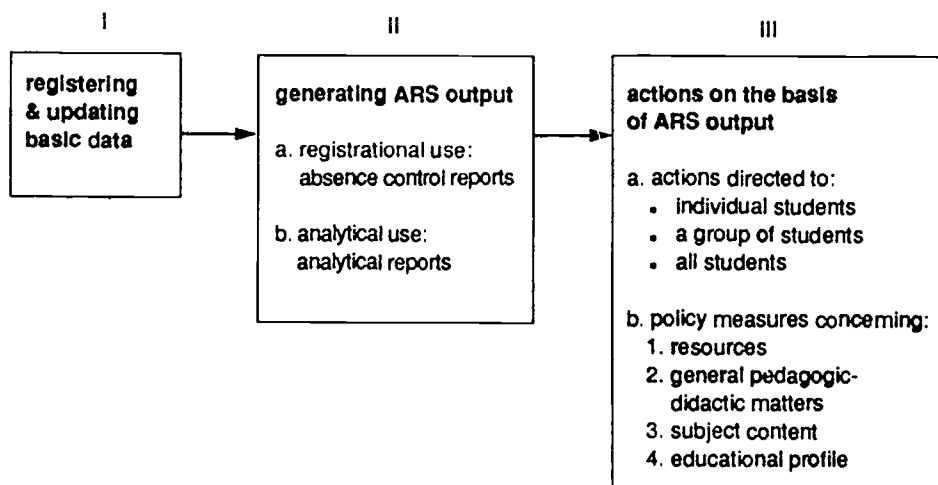 I
registering
& updating
basic data
II
generating ARS output
a. registrational use:
absence control reports
b. analytical use:
analytical reports
III
actions on the basis
of ARS output
a. actions directed to:
• individual students
• a group of students
• all students
b. policy measures concerning:
1. resources
2. general pedagogic-
didactic matters
3. subject content
4. educational profile